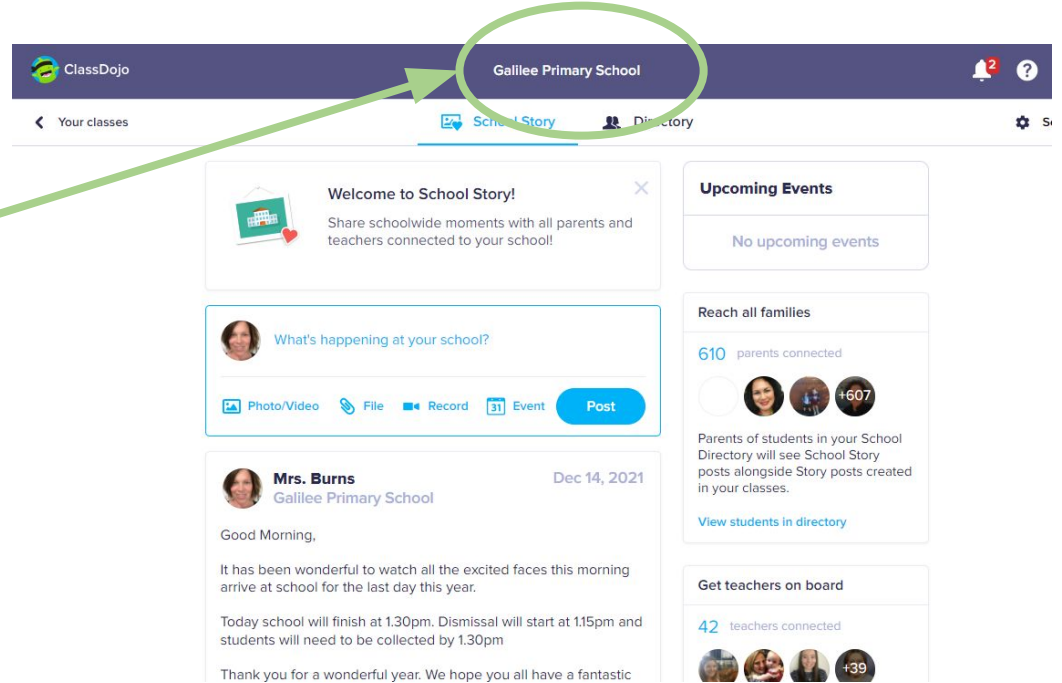 ClassDojo
Galilee Primary School
2
?
Your classes
School Story
Directory
Welcome to School Story!
Share schoolwide moments with all parents and
teachers connected to your school!
What's happening at your school?
Photo/Video
File
Record
31
Event
Post
Mrs. Burns
Dec 14, 2021
Galilee Primary School
Good Morning,
It has been wonderful to watch all the excited faces this morning
arrive at school for the last day this year.
Today school will finish at 1.30pm. Dismissal will start at 1.15pm and
students will need to be collected by 1.30pm
Thank you for a wonderful year. We hope you all have a fantastic
Upcoming Events
No upcoming events
Reach all families
610 parents connected
+607
Parents of students in your School
Directory will see School Story
posts alongside Story posts created
in your classes.
View students in directory
Get teachers on board
42 teachers connected
+39